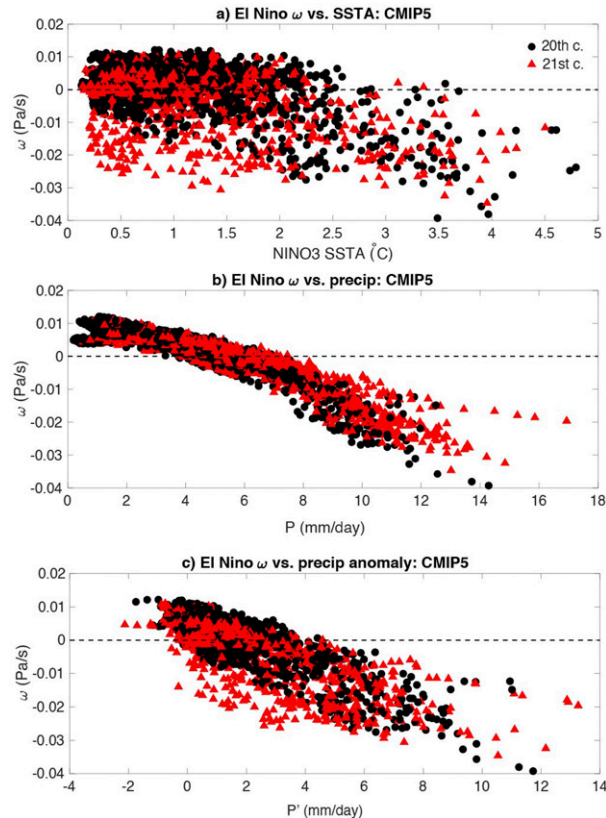 a) El Nino ω vs. SSTA: CMIP5
20th c.
21st c.
0.02
0.01
0
-0.01
-0.02
-0.03
-0.04
ω (Pa/s)
0 0.5 1 1.5 2 2.5 3 3.5 4 4.5 5
NINO3 SSTA (°C)
b) El Nino ω vs. precip: CMIP5
0.02
0.01
0
-0.01
-0.02
-0.03
-0.04
ω (Pa/s)
0 2 4 6 8 10 12 14 16 18
P (mm/day)
c) El Nino ω vs. precip anomaly: CMIP5
0.02
0.01
0
-0.01
-0.02
-0.03
-0.04
ω (Pa/s)
-4 -2 0 2 4 6 8 10 12 14
P' (mm/day)